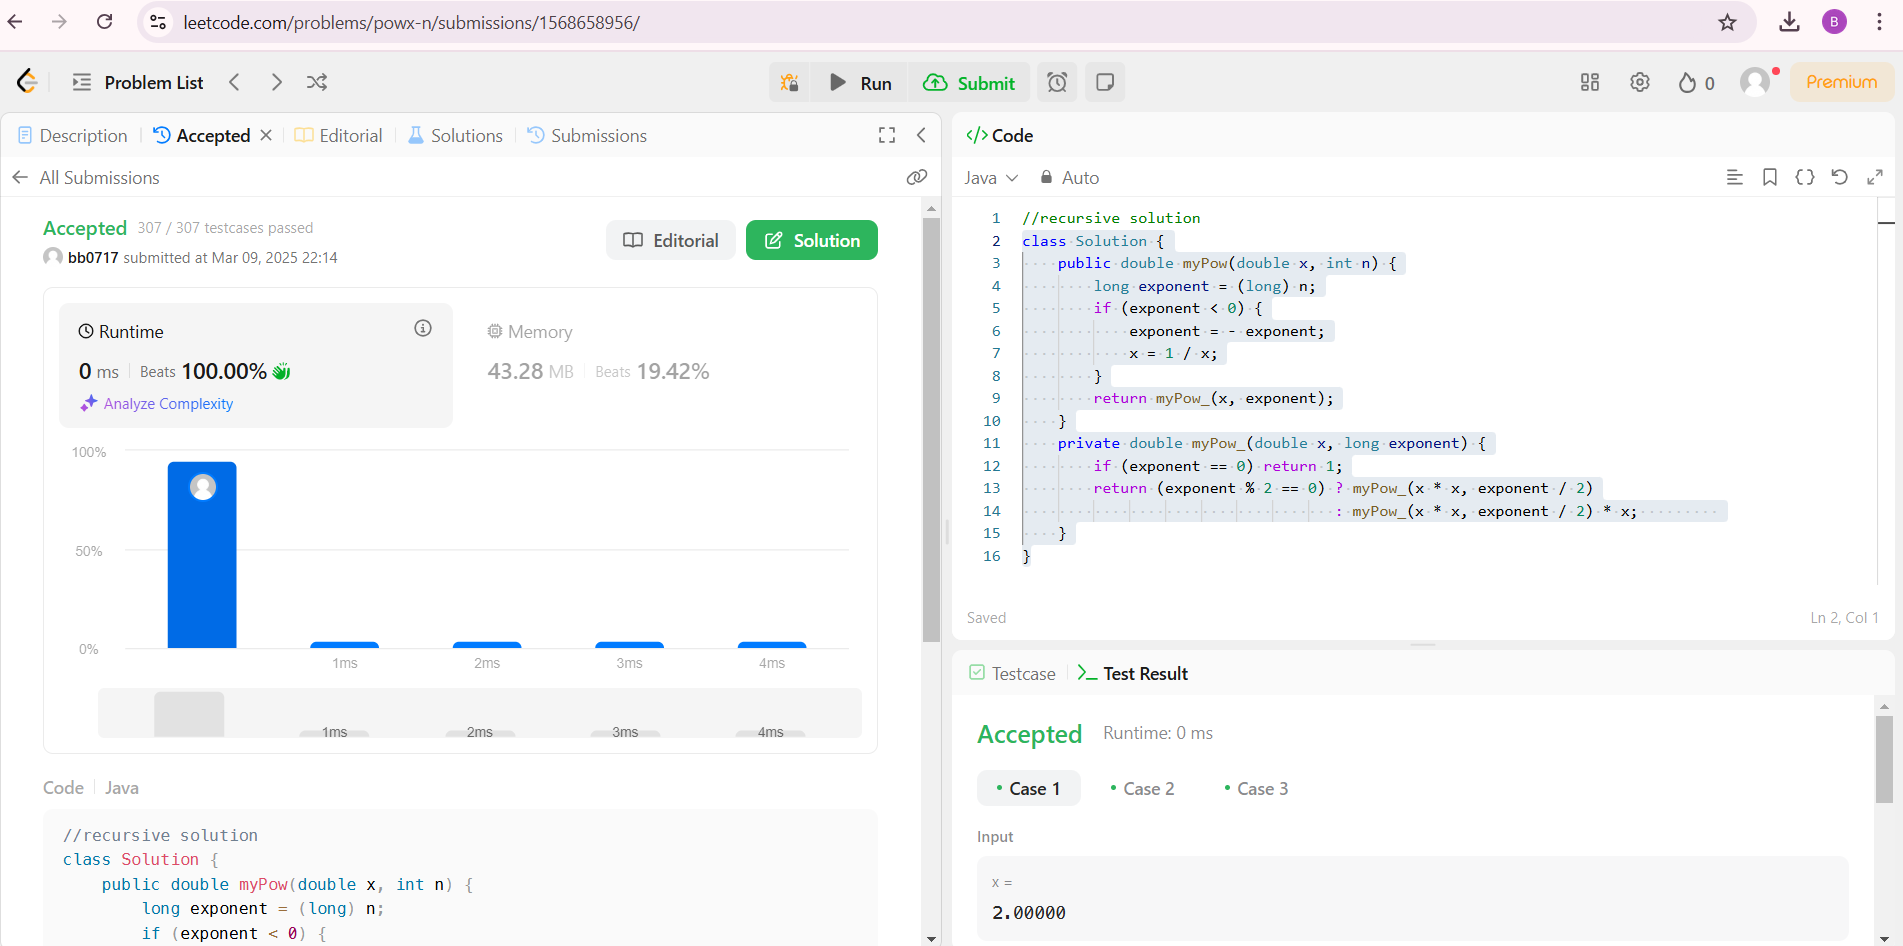 leetcode.com/problems/powx-n/submissions/1568658956/
B
Problem List
Run
Submit
0
Premium
Description
Accepted
Editorial
Solutions
Submissions
All Submissions
Accepted 307 / 307 testcases passed
bb0717 submitted at Mar 09, 2025 22:14
Editorial
Solution
Runtime
0 ms Beats 100.00%
Analyze Complexity
Memory
43.28 MB Beats 19.42%
100%
50%
0%
1ms 2ms 3ms 4ms
1ms 2ms 3ms 4ms
Code Java
//recursive solution
class Solution {
    public double myPow(double x, int n) {
        long exponent = (long) n;
        if (exponent < 0) {
</> Code
Java Auto
1 //recursive solution
2 class Solution {
3     public double myPow(double x, int n) {
4         long exponent = (long) n;
5         if (exponent < 0) {
6             exponent = - exponent;
7             x = 1 / x;
8         }
9         return myPow_(x, exponent);
10     }
11     private double myPow_(double x, long exponent) {
12         if (exponent == 0) return 1;
13         return (exponent % 2 == 0) ? myPow_(x * x, exponent / 2)
14                                    : myPow_(x * x, exponent / 2) * x;
15     }
16 }
Saved
Ln 2, Col 1
Testcase
Test Result
Accepted Runtime: 0 ms
Case 1
Case 2
Case 3
Input
x =
2.00000